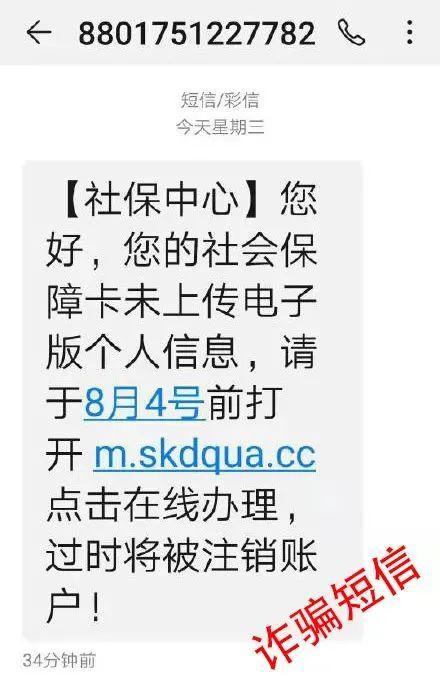 8801751227782
短信/彩信
今天星期三
【社保中心】您
好，您的社会保
障卡未上传电子
版个人信息，请
于8月4号前打
开 m.skdqua.cc
点击在线办理，
过时将被注销账
户！
诈骗短信
34分钟前